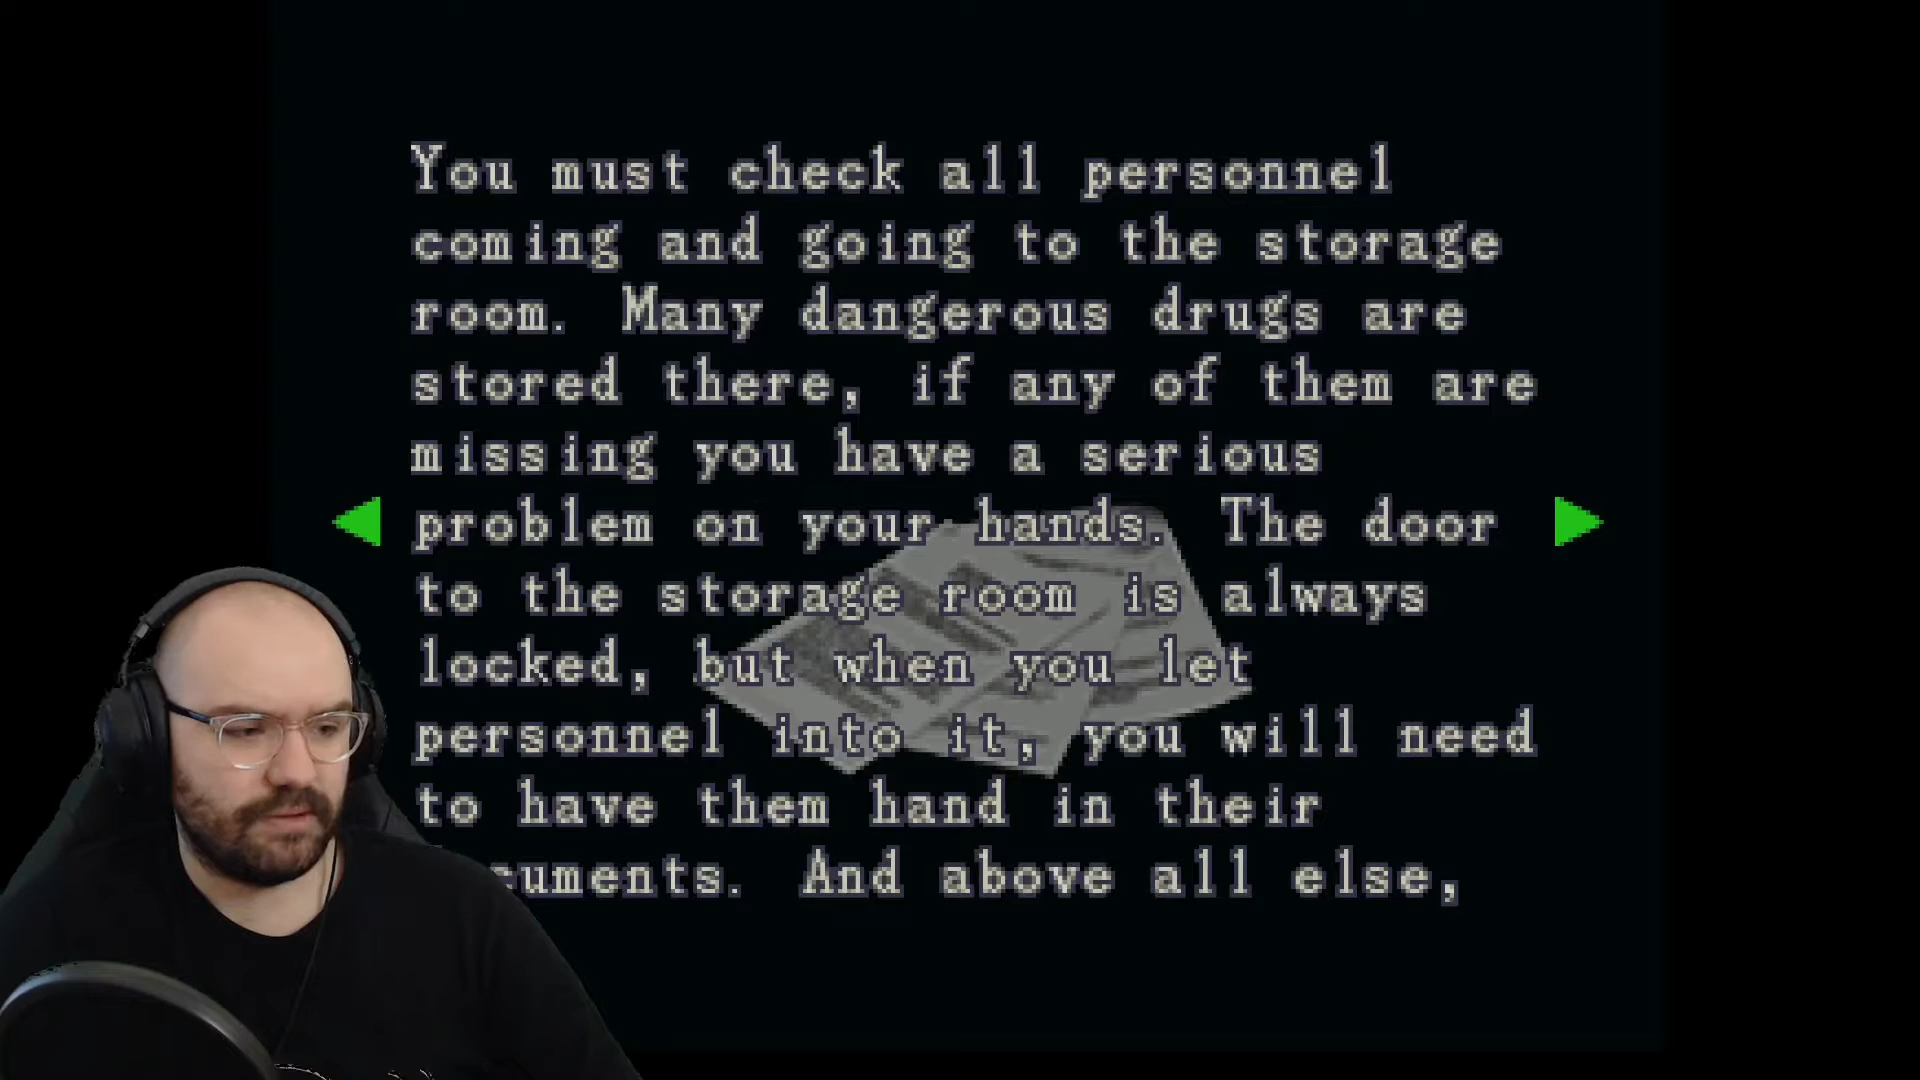 You must check all personnel
coming and going to the storage
room. Many dangerous drugs are
stored there, if any of them are
missing you have a serious
problem on your hands. The door
to the storage room is always
locked, but when you let
personnel into it, you will need
to have them hand in their
And above all else,